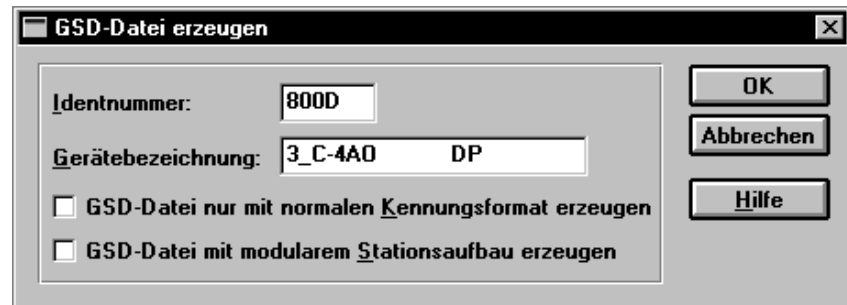 GSD-Datei erzeugen
Identnummer: 800D
Gerätebezeichnung: 3_C-4AO DP
GSD-Datei nur mit normalen Kennungsformat erzeugen
GSD-Datei mit modularem Stationsaufbau erzeugen
OK
Abbrechen
Hilfe